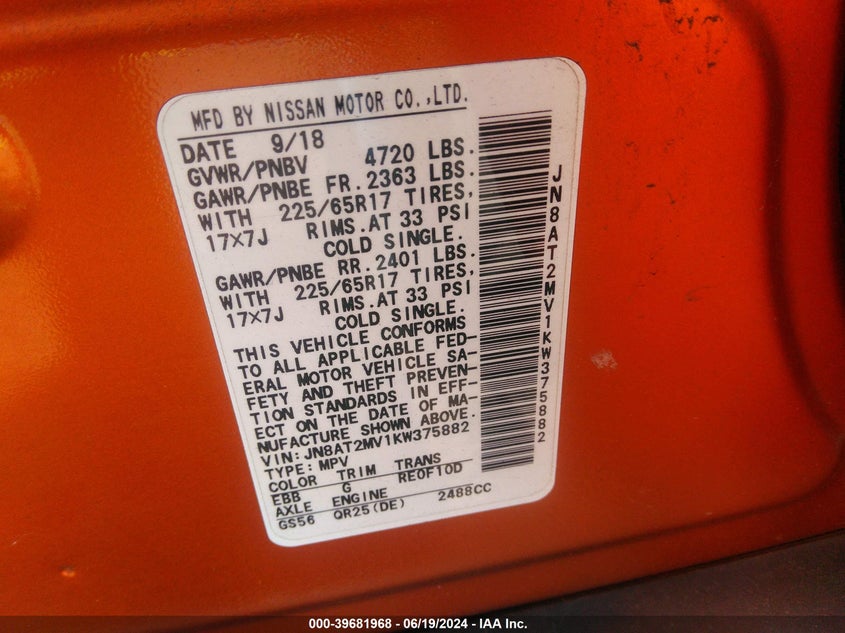 MFD BY NISSAN MOTOR CO.,LTD.
DATE 9/18
GVWR/PNBV 4720 LBS.
GAWR/PNBE FR. 2363 LBS.
WITH 225/65R17 TIRES,
17X7J RIMS.AT 33 PSI
COLD SINGLE.
GAWR/PNBE RR. 2401 LBS.
WITH 225/65R17 TIRES,
17X7J RIMS.AT 33 PSI
COLD SINGLE.
THIS VEHICLE CONFORMS
TO ALL APPLICABLE FED-
ERAL MOTOR VEHICLE SA-
FETY AND THEFT PREVEN-
TION STANDARDS IN EFF-
ECT ON THE DATE OF MA-
NUFACTURE SHOWN ABOVE.
VIN: JN8AT2MV1KW375882
TYPE: MPV
COLOR TRIM TRANS
EBB G RE0F10D
AXLE ENGINE
GS56 QR25(DE) 2488CC
JN8AT2MV1KW375882
000-39681968 - 06/19/2024 - IAA Inc.